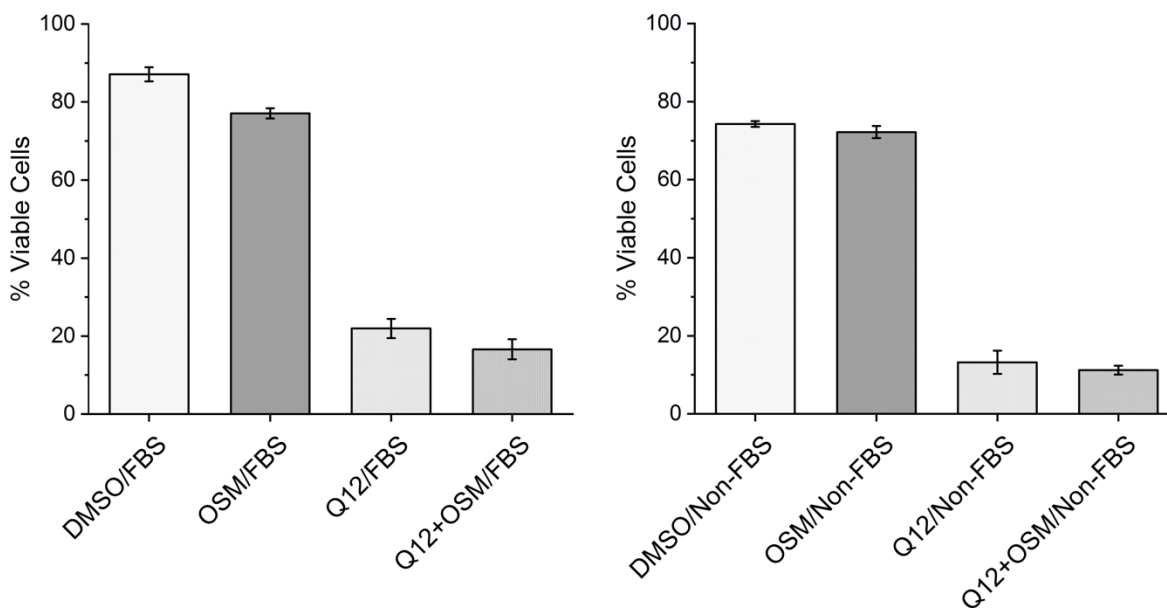 % Viable Cells
100
80
60
40
20
0
DMSO/FBS
OSM/FBS
Q12/FBS
Q12+OSM/FBS
% Viable Cells
100
80
60
40
20
0
DMSO/Non-FBS
OSM/Non-FBS
Q12/Non-FBS
Q12+OSM/Non-FBS